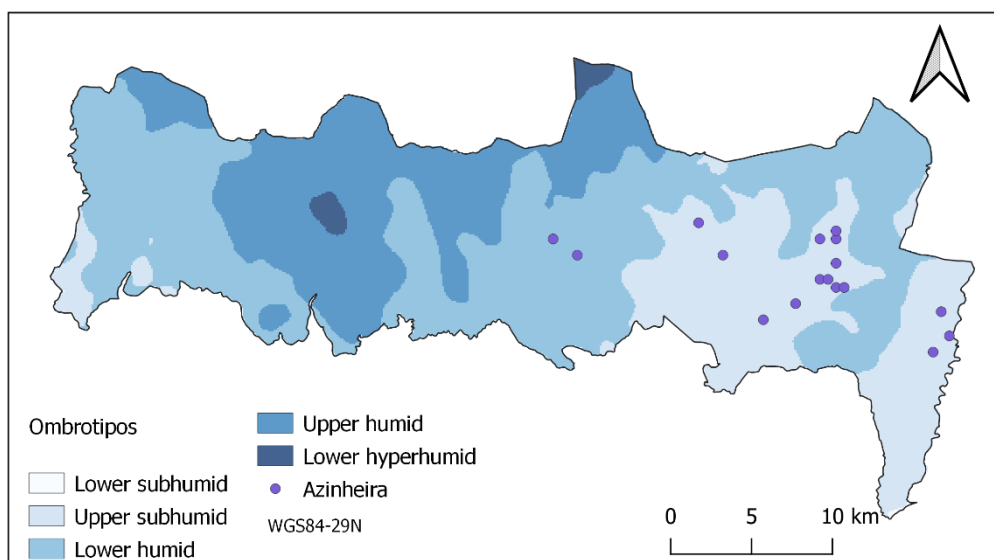 Ombrotipos
Lower subhumid
Upper subhumid
Lower humid
Upper humid
Lower hyperhumid
Azinheira
WGS84-29N
0 5 10 km